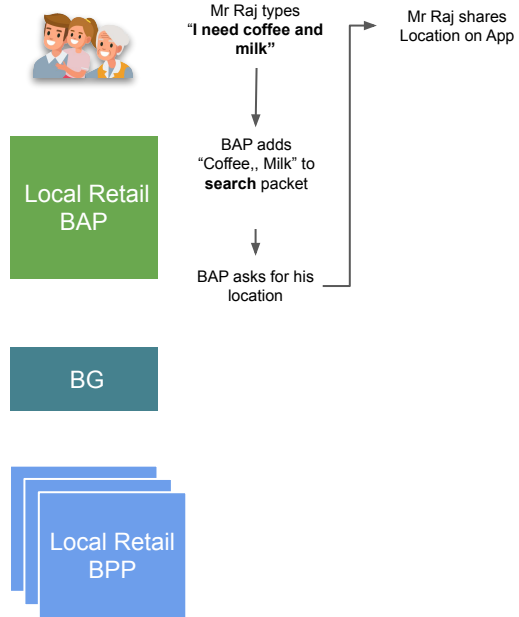 Mr Raj types
“I need coffee and
milk”
Mr Raj shares
Location on App
Local Retail
BAP
BAP adds
“Coffee,, Milk” to
search packet
BAP asks for his
location
BG
Local Retail
BPP